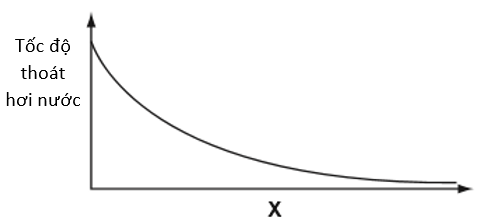 Tốc độ
thoát
hơi nước
X